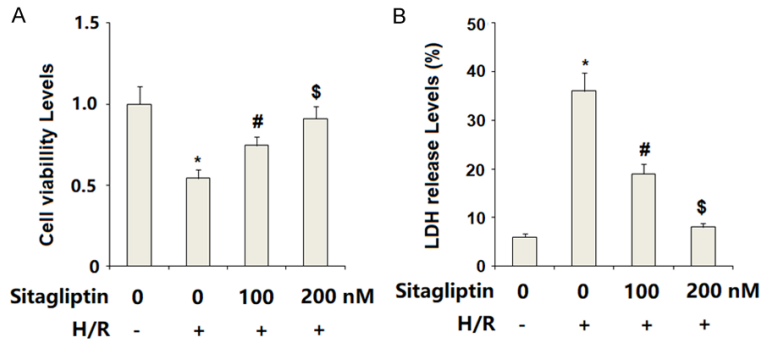 A
1.5
1.0
0.5
0
Cell viabillity Levels
*
#
$
Sitagliptin 0 0 100 200 nM
H/R - + + +
B
50
40
30
20
10
0
LDH release Levels (%)
*
#
$
Sitagliptin 0 0 100 200 nM
H/R - + + +